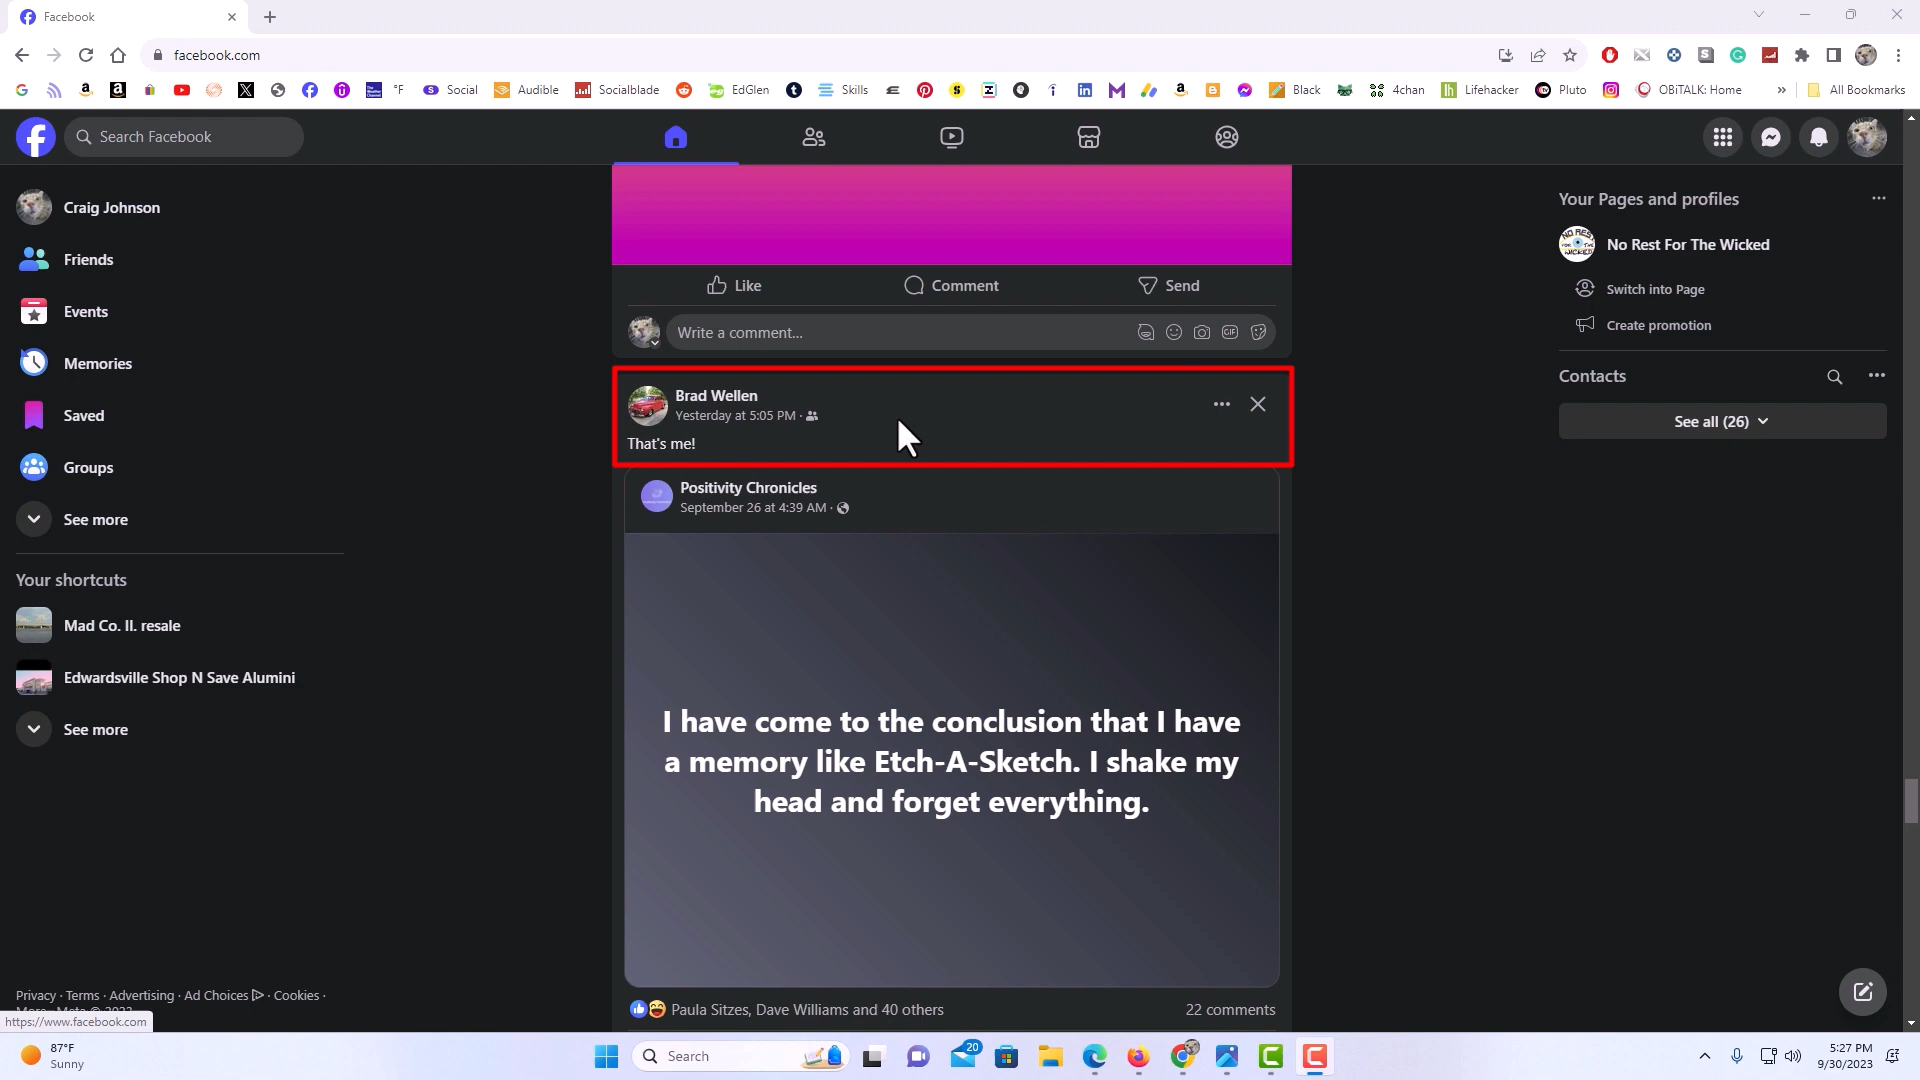 Facebook
facebook.com
°F
Social
Audible
Socialblade
EdGlen
Skills
Black
4chan
Lifehacker
Pluto
OBiTALK: Home
»
All Bookmarks
Search Facebook
Craig Johnson
Friends
Events
Memories
Saved
Groups
See more
Your shortcuts
Mad Co. Il. resale
Edwardsville Shop N Save Alumini
See more
Privacy · Terms · Advertising · Ad Choices · Cookies ·
https://www.facebook.com
Like
Comment
Send
Write a comment...
GIF
Brad Wellen
Yesterday at 5:05 PM ·
That's me!
Positivity Chronicles
September 26 at 4:39 AM ·
I have come to the conclusion that I have
a memory like Etch-A-Sketch. I shake my
head and forget everything.
Paula Sitzes, Dave Williams and 40 others
22 comments
Your Pages and profiles
NO REST
FOR THE
WICKED
No Rest For The Wicked
Switch into Page
Create promotion
Contacts
See all (26)
87°F
Sunny
Search
20
5:27 PM
9/30/2023